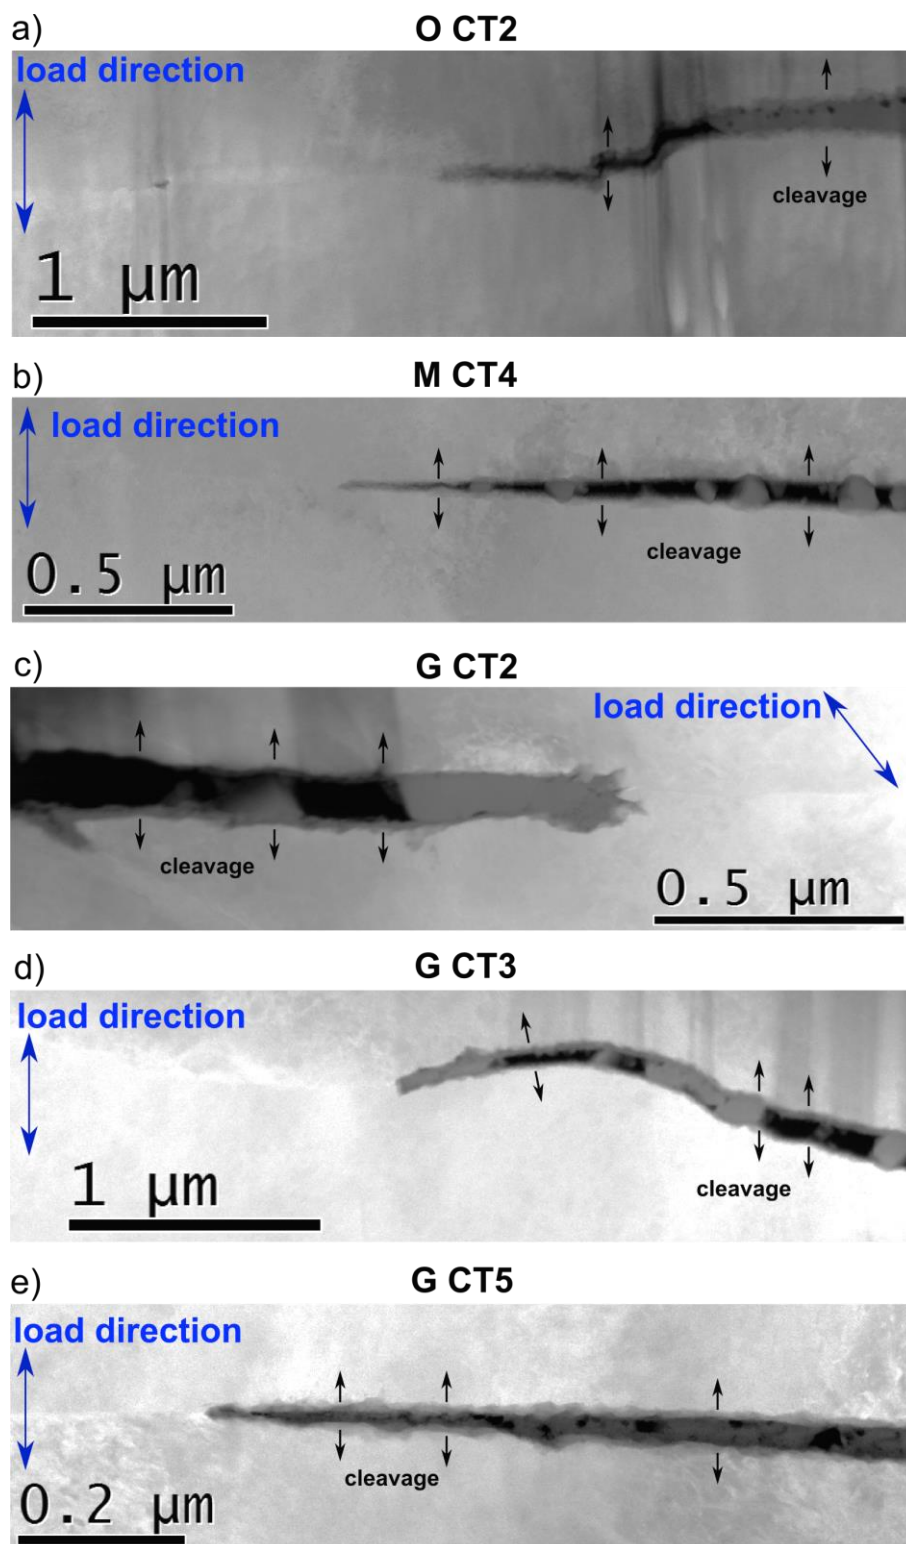 a)
O CT2
load direction
cleavage
1 µm
b)
M CT4
load direction
cleavage
0.5 µm
c)
G CT2
load direction
cleavage
0.5 µm
d)
G CT3
load direction
cleavage
1 µm
e)
G CT5
load direction
cleavage
0.2 µm